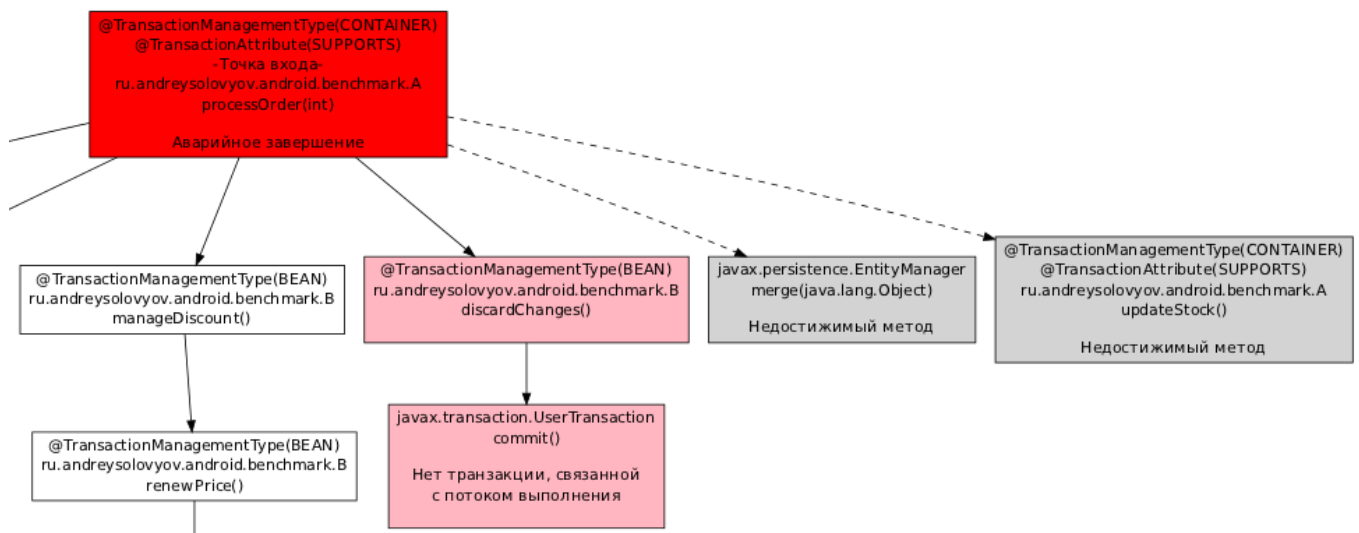 @TransactionManagementType(CONTAINER)
@TransactionAttribute(SUPPORTS)
-Точка входа-
ru.andreysolovyov.android.benchmark.A
processOrder(int)
Аварийное завершение
@TransactionManagementType(BEAN)
ru.andreysolovyov.android.benchmark.B
manageDiscount()
@TransactionManagementType(BEAN)
ru.andreysolovyov.android.benchmark.B
discardChanges()
javax.persistence.EntityManager
merge(java.lang.Object)
Недостижимый метод
@TransactionManagementType(CONTAINER)
@TransactionAttribute(SUPPORTS)
ru.andreysolovyov.android.benchmark.A
updateStock()
Недостижимый метод
@TransactionManagementType(BEAN)
ru.andreysolovyov.android.benchmark.B
renewPrice()
javax.transaction.UserTransaction
commit()
Нет транзакции, связанной
с потоком выполнения